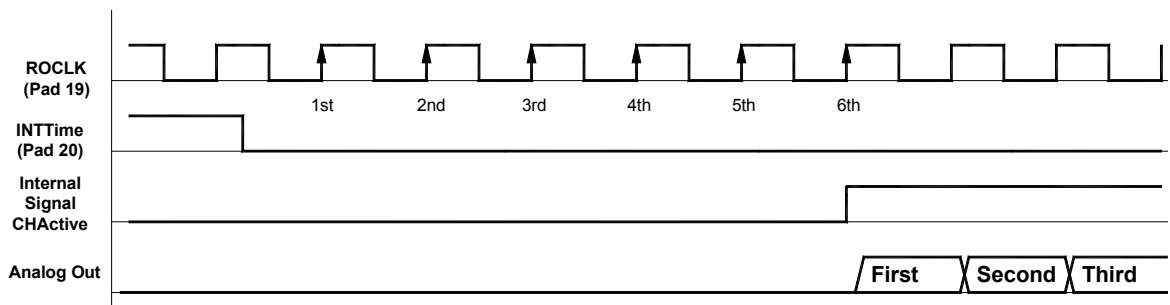 ROCLK
(Pad 19)
1st 2nd 3rd 4th 5th 6th
INTTime
(Pad 20)
Internal
Signal
CHActive
Analog Out
First Second Third